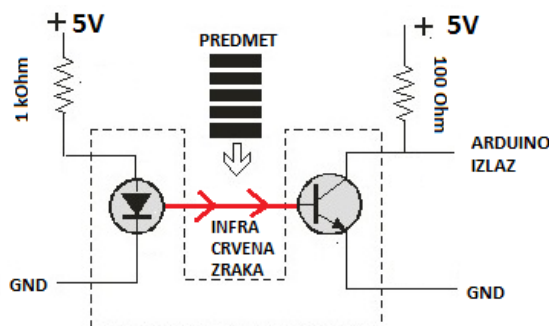 + 5V
PREDMET
+ 5V
1 kOhm
100 Ohm
ARDUINO
IZLAZ
INFRA
CRVENA
ZRAKA
GND
GND